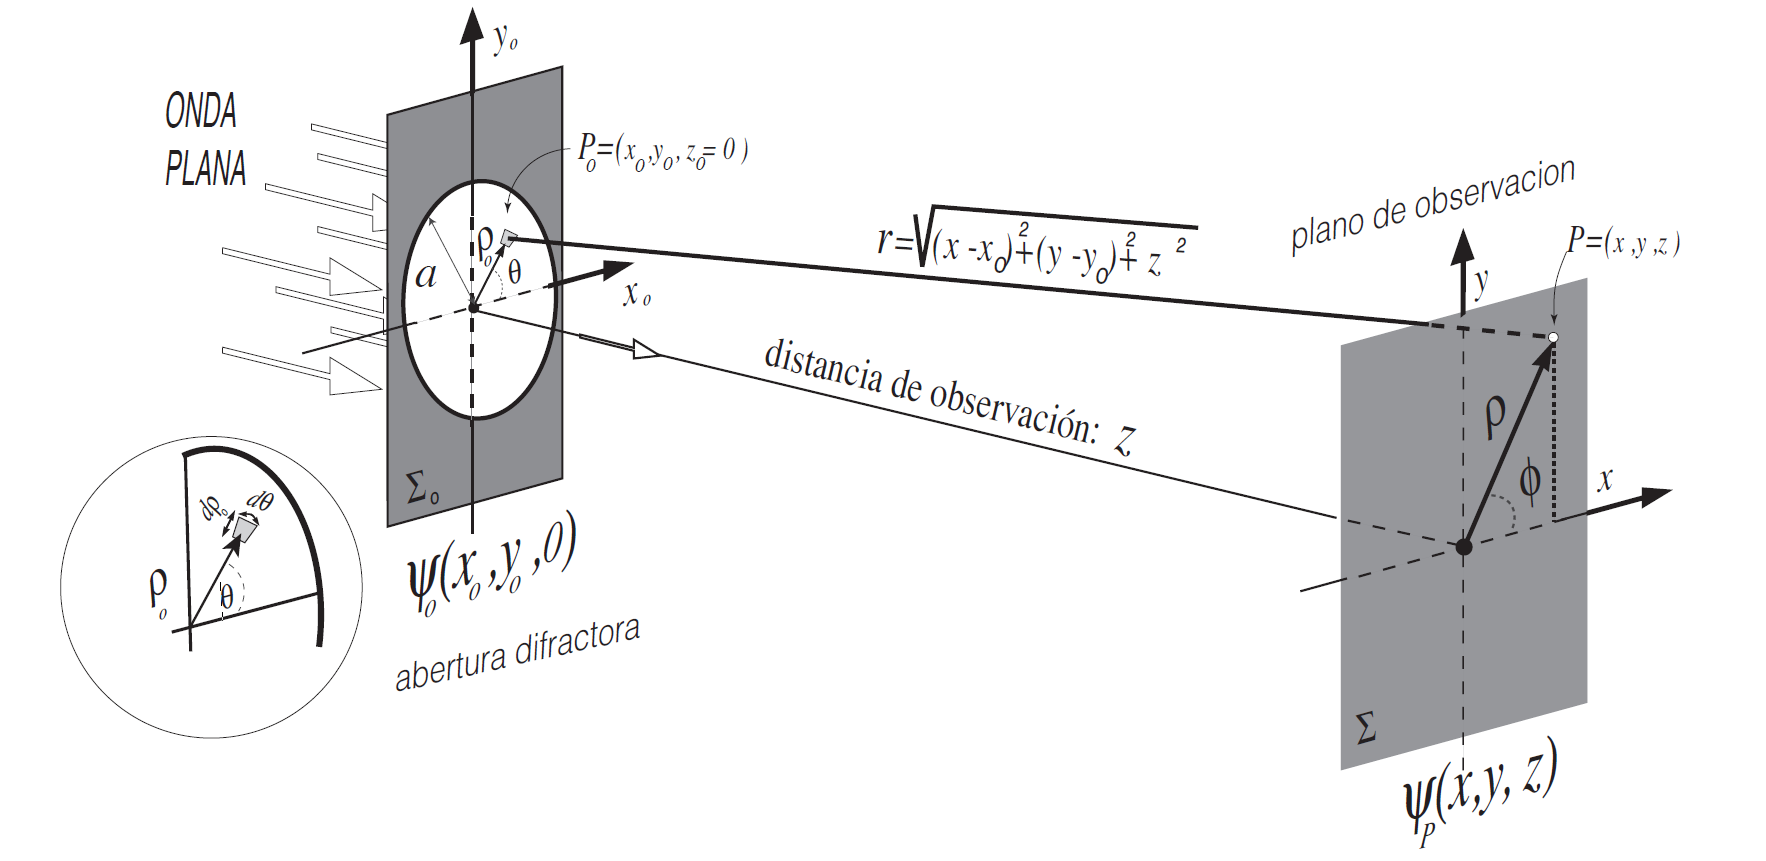 y₀
ONDA
PLANA
P₀=(x₀,y₀, z₀= 0 )
plano de observacion
r=√(x -x₀)²+(y -y₀)²+ z ²
P=(x ,y ,z )
ρ₀
a
θ
x₀
y
distancia de observación: z
ρ
ϕ
x
Σ₀
dρ₀
dθ
ρ₀
θ
ψ₀(x₀,y₀,0)
abertura difractora
Σ
ψₚ(x,y, z)